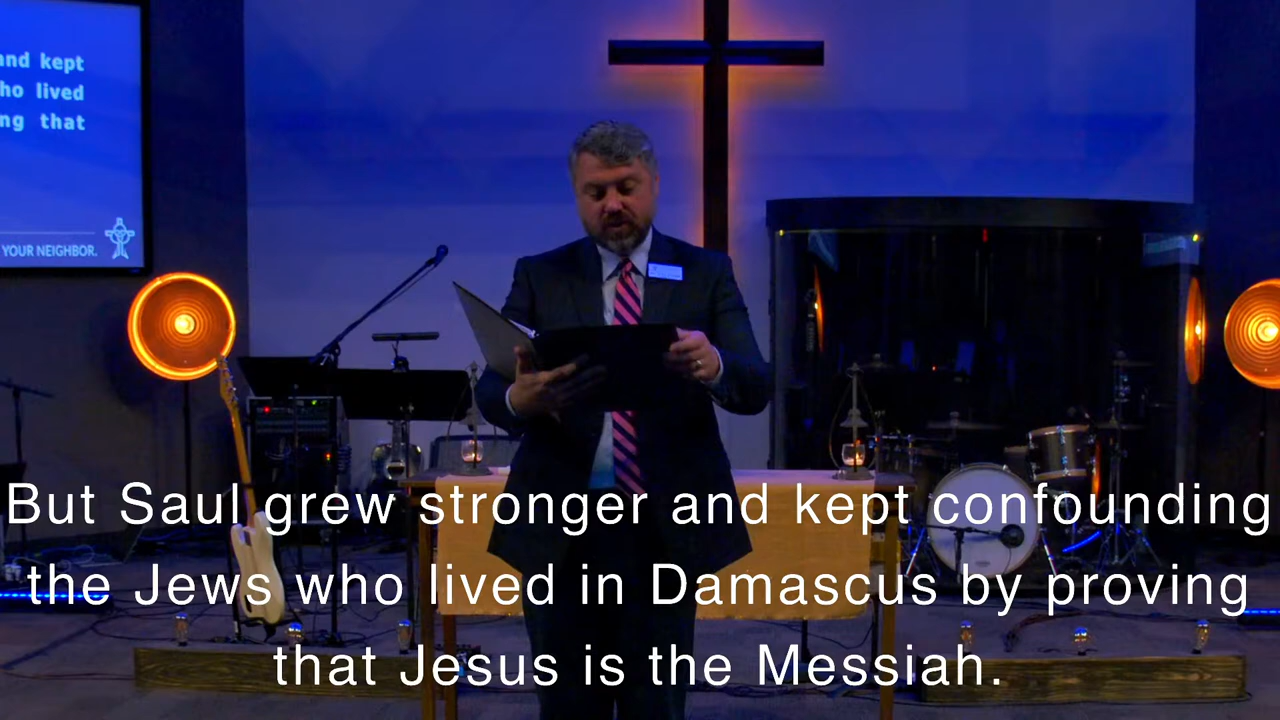 and kept
ho lived
ng that
YOUR NEIGHBOR.
But Saul grew stronger and kept confounding
the Jews who lived in Damascus by proving
that Jesus is the Messiah.